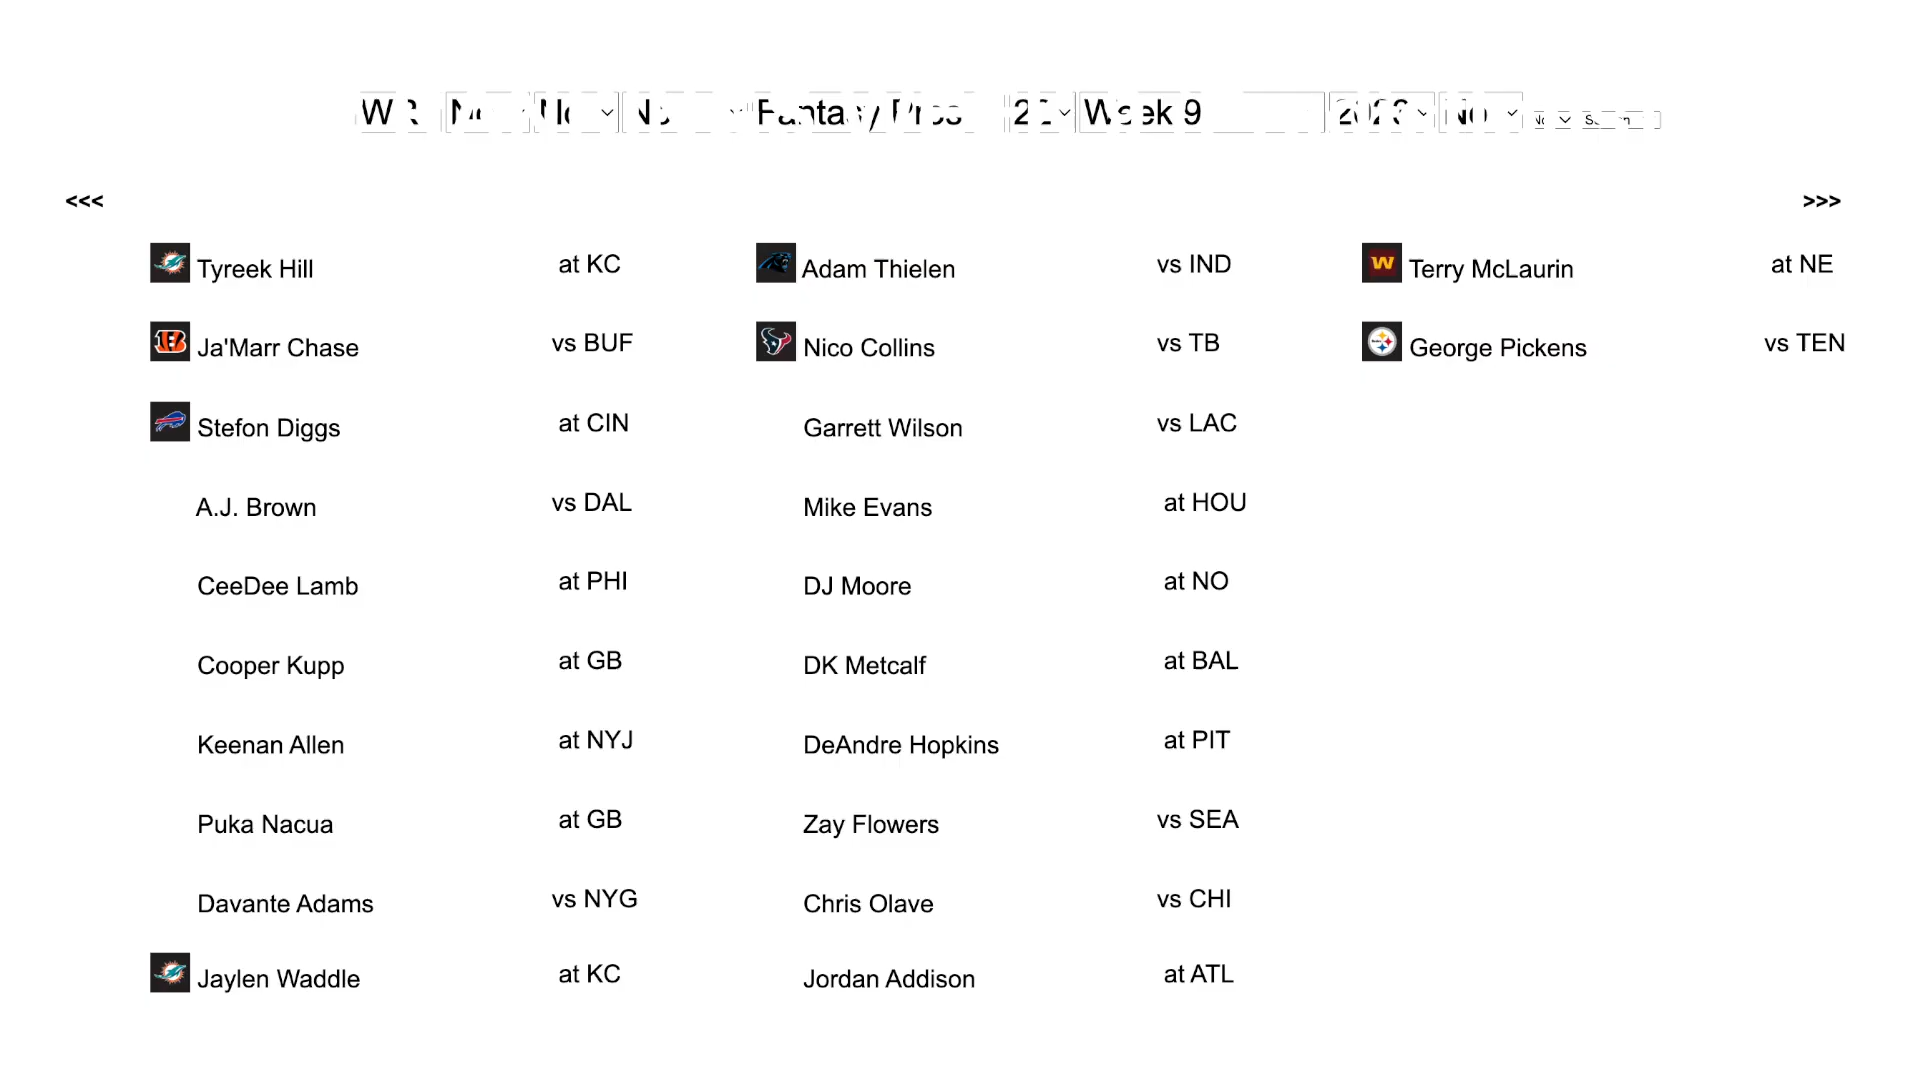 Week 9
<<< >>>
Tyreek Hill at KC
Ja'Marr Chase vs BUF
Stefon Diggs at CIN
A.J. Brown vs DAL
CeeDee Lamb at PHI
Cooper Kupp at GB
Keenan Allen at NYJ
Puka Nacua at GB
Davante Adams vs NYG
Jaylen Waddle at KC
Adam Thielen vs IND
Nico Collins vs TB
Garrett Wilson vs LAC
Mike Evans at HOU
DJ Moore at NO
DK Metcalf at BAL
DeAndre Hopkins at PIT
Zay Flowers vs SEA
Chris Olave vs CHI
Jordan Addison at ATL
Terry McLaurin at NE
George Pickens vs TEN